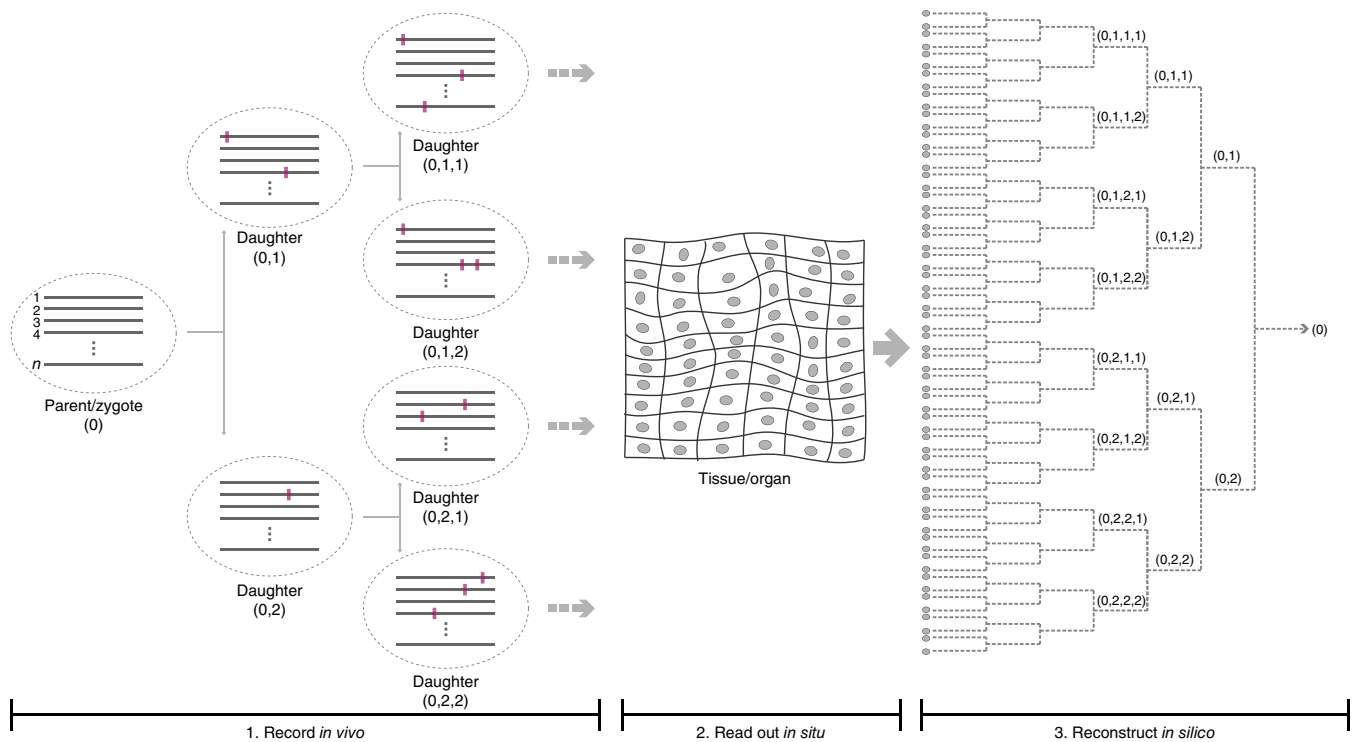 1
2
3
4
n
Parent/zygote
(0)
Daughter
(0,1)
Daughter
(0,2)
Daughter
(0,1,1)
Daughter
(0,1,2)
Daughter
(0,2,1)
Daughter
(0,2,2)
Tissue/organ
(0,1,1,1)
(0,1,1)
(0,1,1,2)
(0,1)
(0,1,2,1)
(0,1,2)
(0,1,2,2)
(0)
(0,2,1,1)
(0,2,1)
(0,2,1,2)
(0,2)
(0,2,2,1)
(0,2,2)
(0,2,2,2)
1. Record in vivo
2. Read out in situ
3. Reconstruct in silico